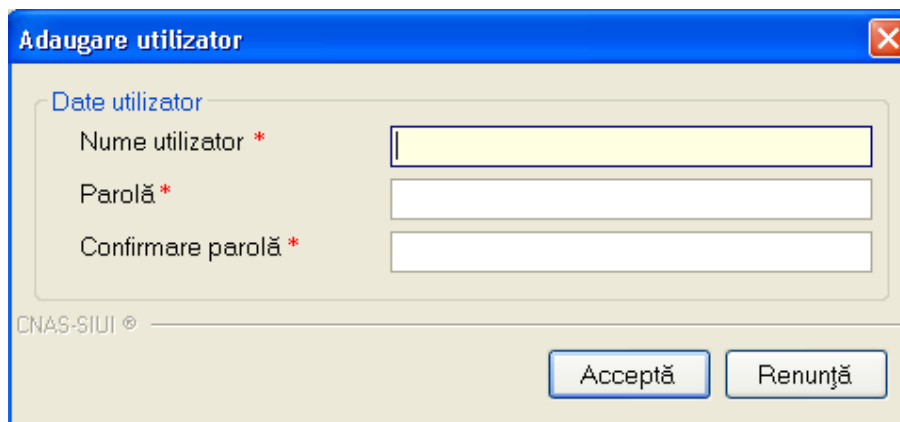 Adaugare utilizator
Date utilizator
Nume utilizator *
Parolă *
Confirmare parolă *
CNAS-SIUI ®
Acceptă Renunţă